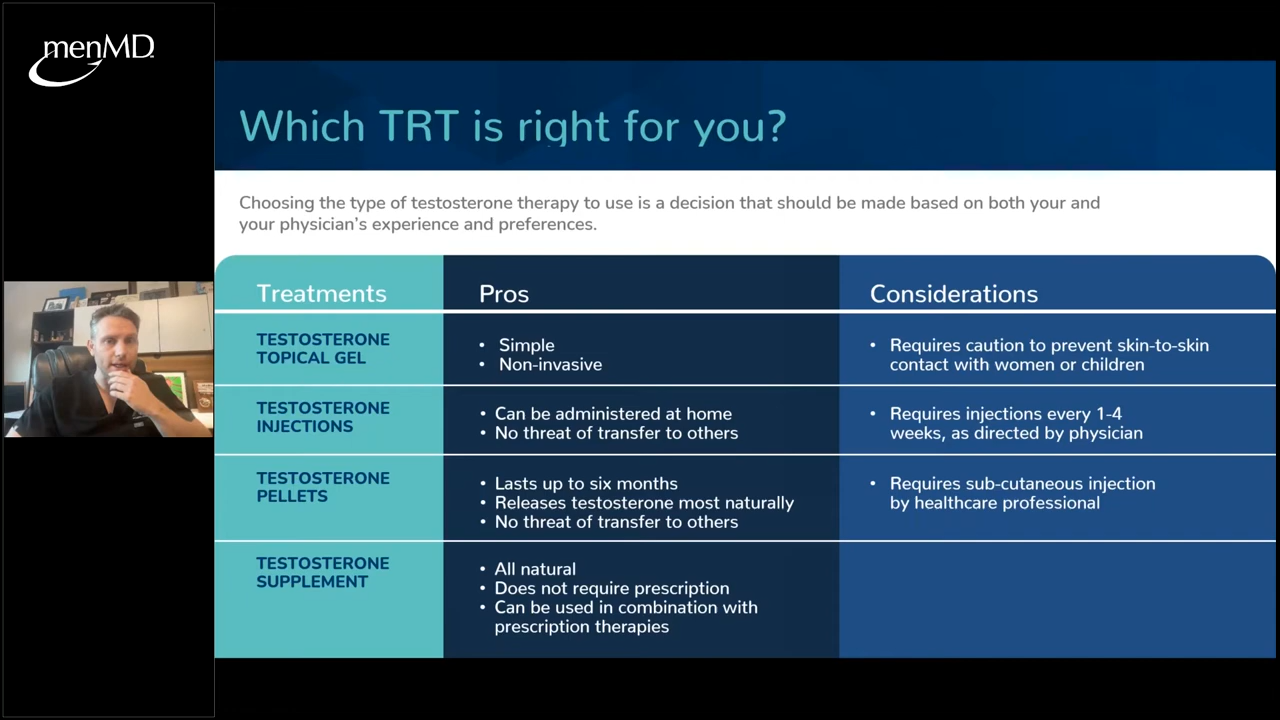 menMD
Which TRT is right for you?
Choosing the type of testosterone therapy to use is a decision that should be made based on both your and
your physician's experience and preferences.
Treatments
Pros
Considerations
TESTOSTERONE
TOPICAL GEL
• Simple
• Non-invasive
• Requires caution to prevent skin-to-skin
contact with women or children
TESTOSTERONE
INJECTIONS
• Can be administered at home
• No threat of transfer to others
• Requires injections every 1-4
weeks, as directed by physician
TESTOSTERONE
PELLETS
• Lasts up to six months
• Releases testosterone most naturally
• No threat of transfer to others
• Requires sub-cutaneous injection
by healthcare professional
TESTOSTERONE
SUPPLEMENT
• All natural
• Does not require prescription
• Can be used in combination with
prescription therapies